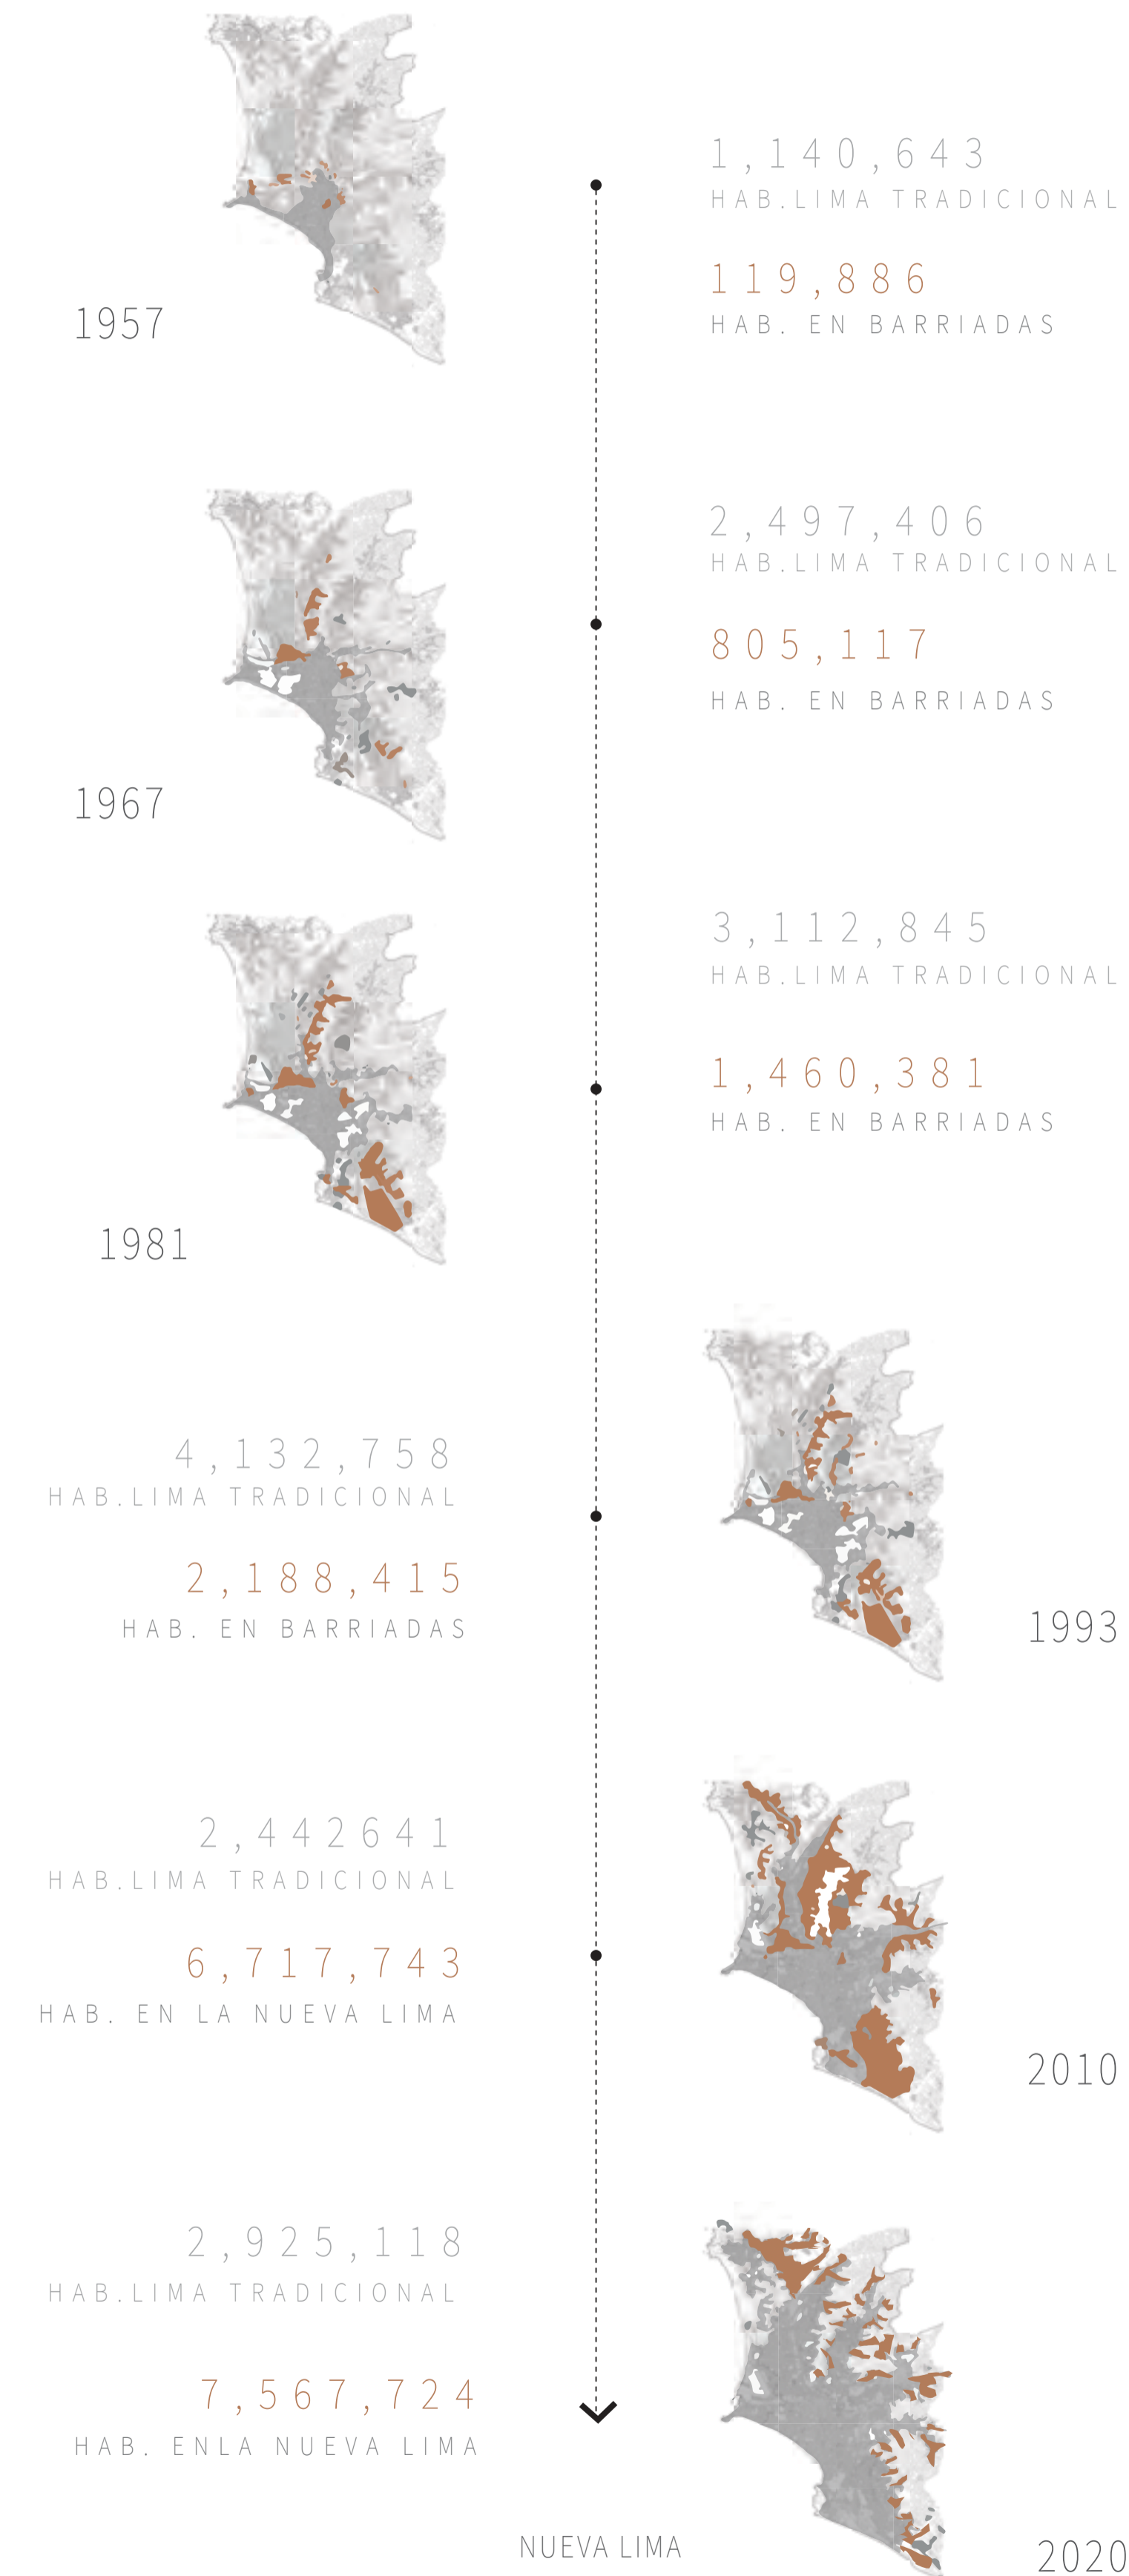 1,140,643
HAB.LIMA TRADICIONAL
119,886
HAB. EN BARRIADAS
1957
2,497,406
HAB.LIMA TRADICIONAL
805,117
HAB. EN BARRIADAS
1967
3,112,845
HAB.LIMA TRADICIONAL
1,460,381
HAB. EN BARRIADAS
1981
4,132,758
HAB.LIMA TRADICIONAL
2,188,415
HAB. EN BARRIADAS
1993
2,442641
HAB.LIMA TRADICIONAL
6,717,743
HAB. EN LA NUEVA LIMA
2010
2,925,118
HAB.LIMA TRADICIONAL
7,567,724
HAB. ENLA NUEVA LIMA
NUEVA LIMA
2020